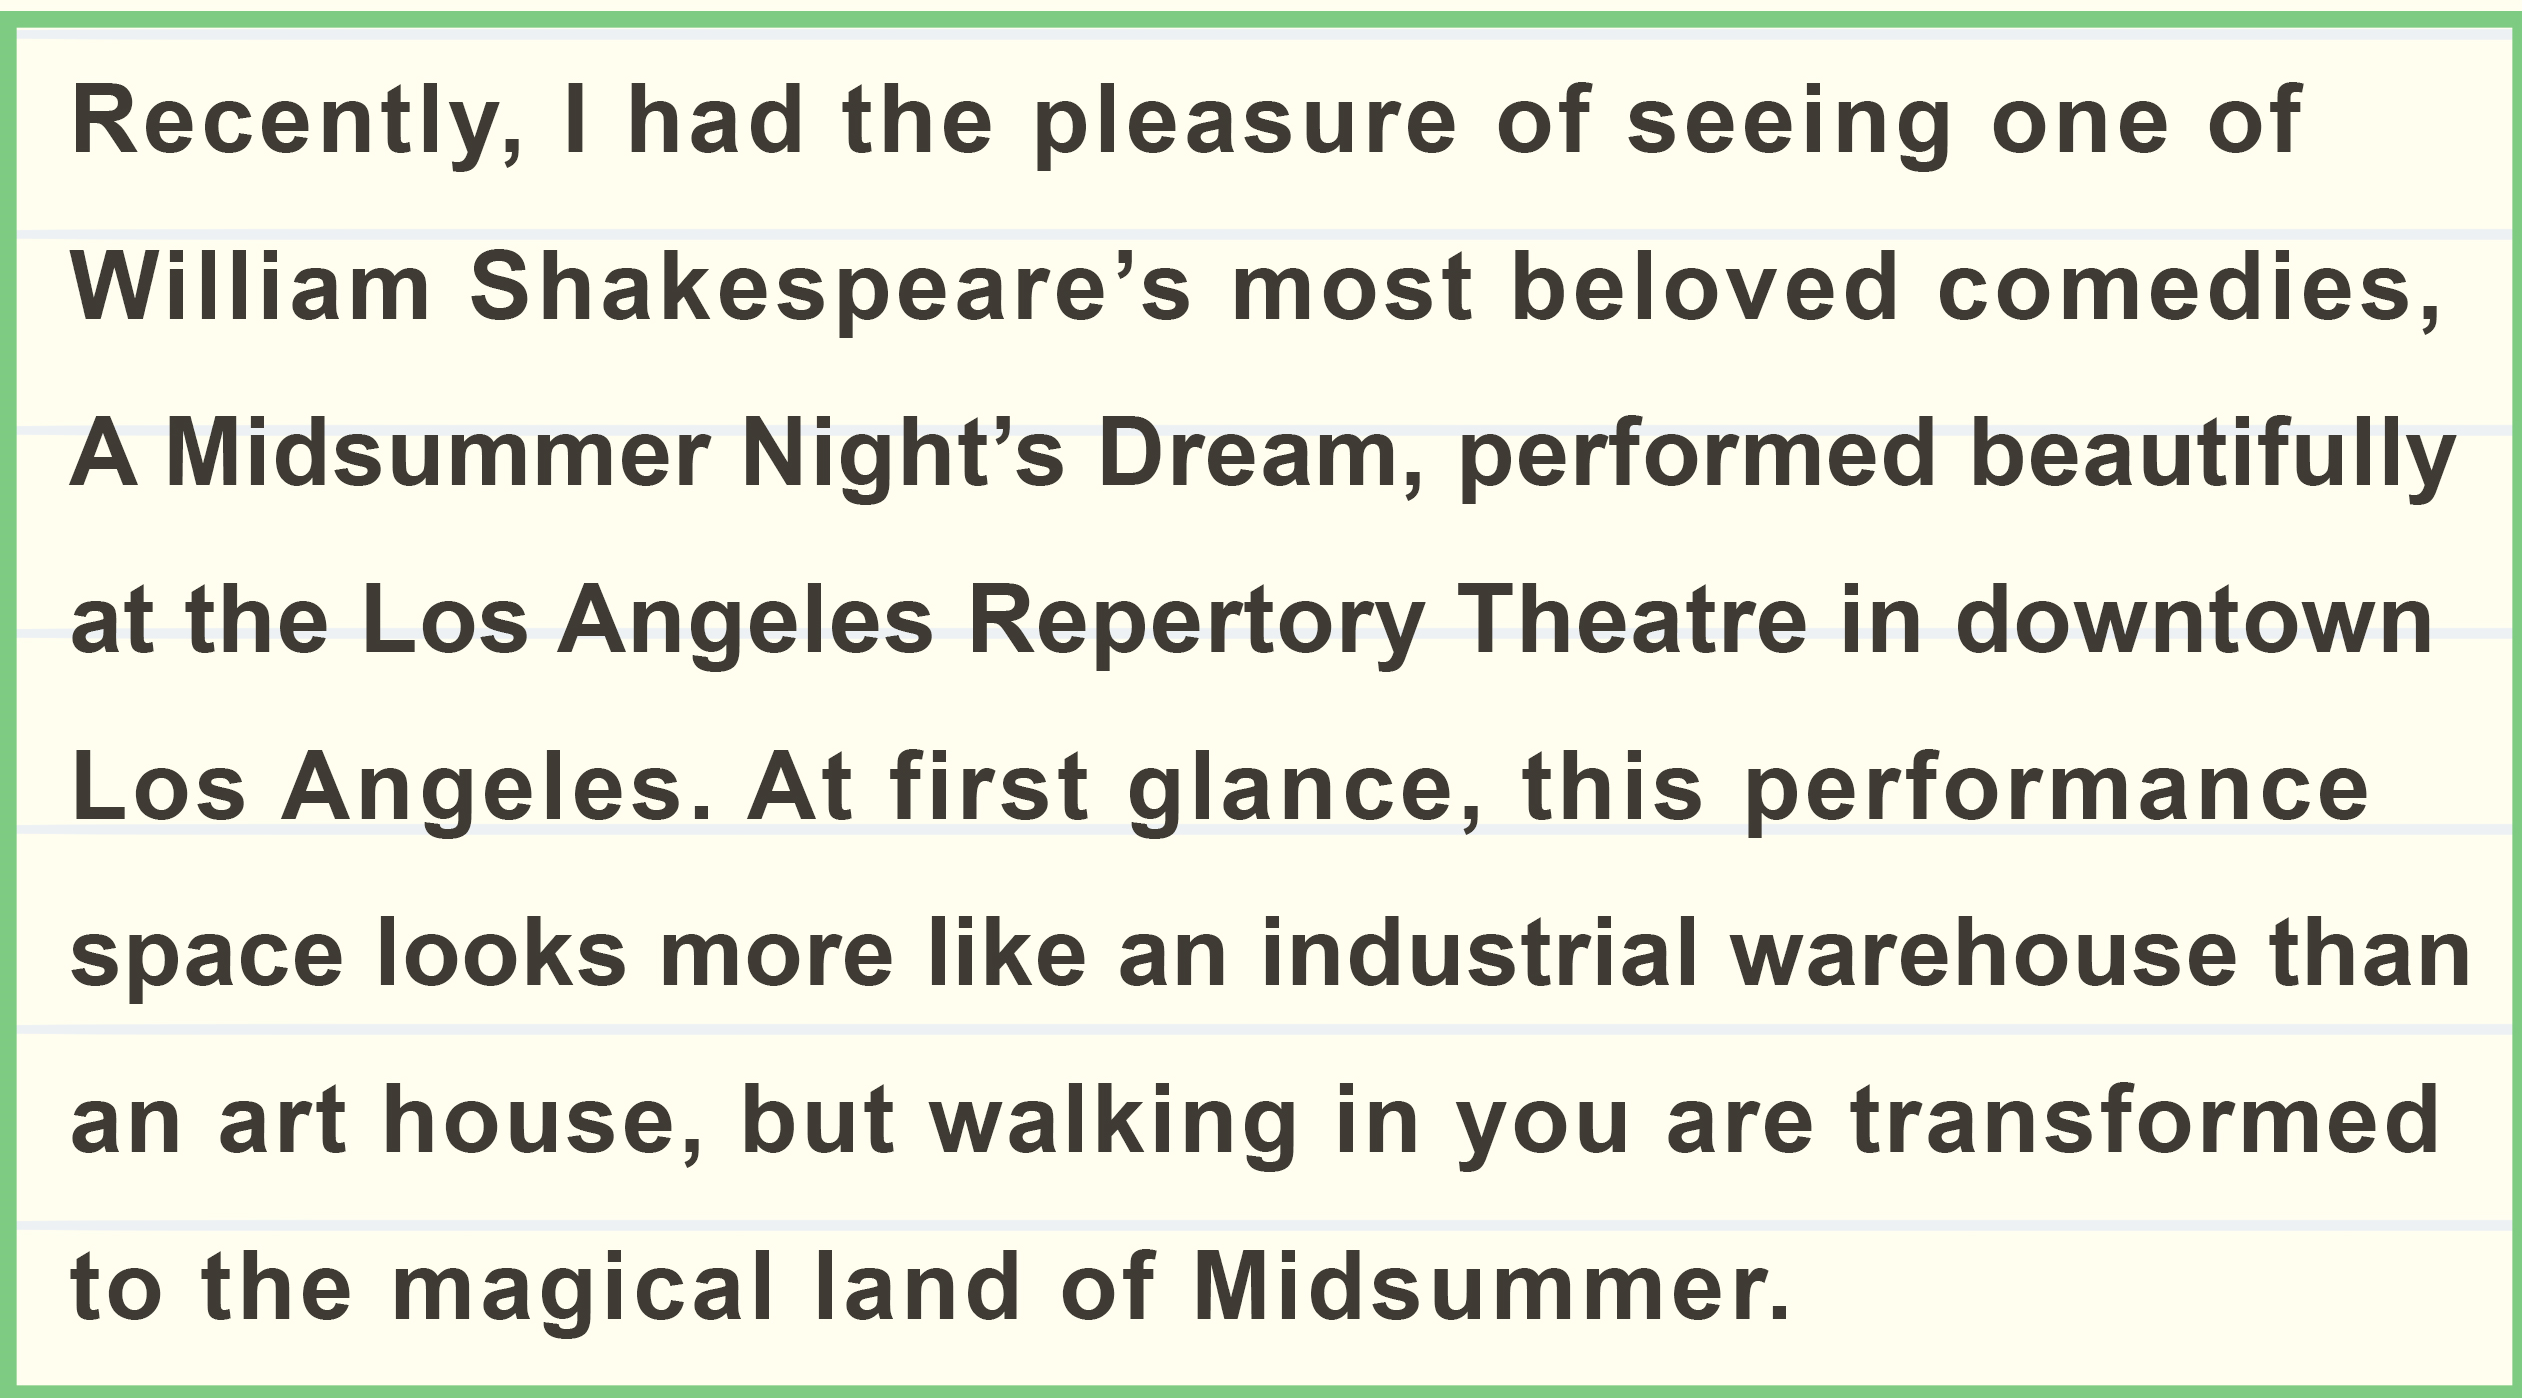 Recently, I had the pleasure of seeing one of
William Shakespeare’s most beloved comedies,
A Midsummer Night’s Dream, performed beautifully
at the Los Angeles Repertory Theatre in downtown
Los Angeles. At first glance, this performance
space looks more like an industrial warehouse than
an art house, but walking in you are transformed
to the magical land of Midsummer.